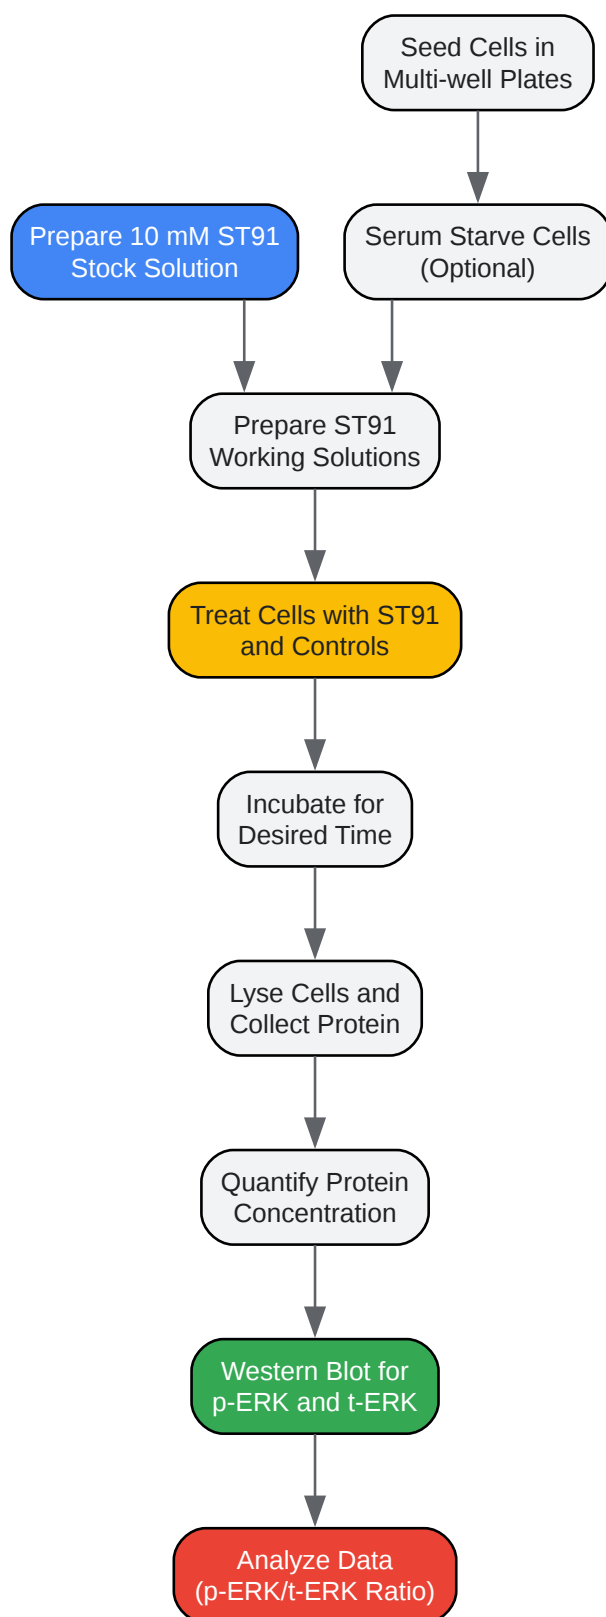 Seed Cells in
Multi-well Plates
Prepare 10 mM ST91
Stock Solution
Serum Starve Cells
(Optional)
Prepare ST91
Working Solutions
Treat Cells with ST91
and Controls
Incubate for
Desired Time
Lyse Cells and
Collect Protein
Quantify Protein
Concentration
Western Blot for
p-ERK and t-ERK
Analyze Data
(p-ERK/t-ERK Ratio)